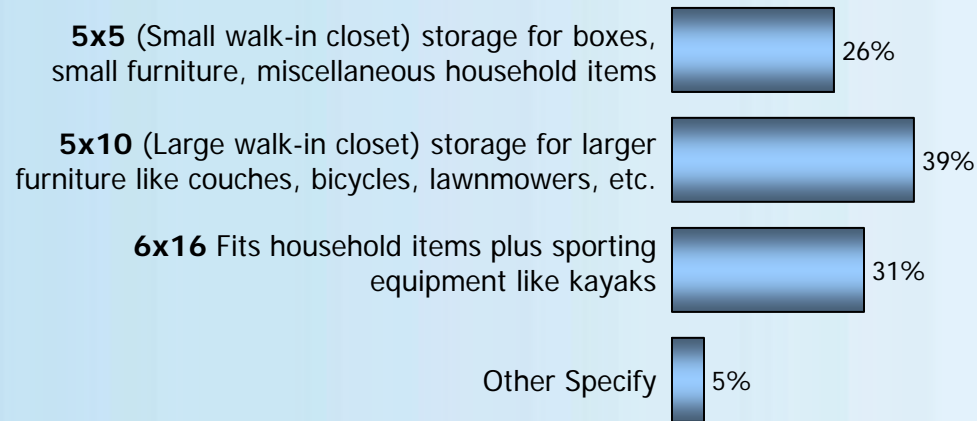 5x5 (Small walk-in closet) storage for boxes,
small furniture, miscellaneous household items
26%
5x10 (Large walk-in closet) storage for larger
furniture like couches, bicycles, lawnmowers, etc.
39%
6x16 Fits household items plus sporting
equipment like kayaks
31%
Other Specify
5%